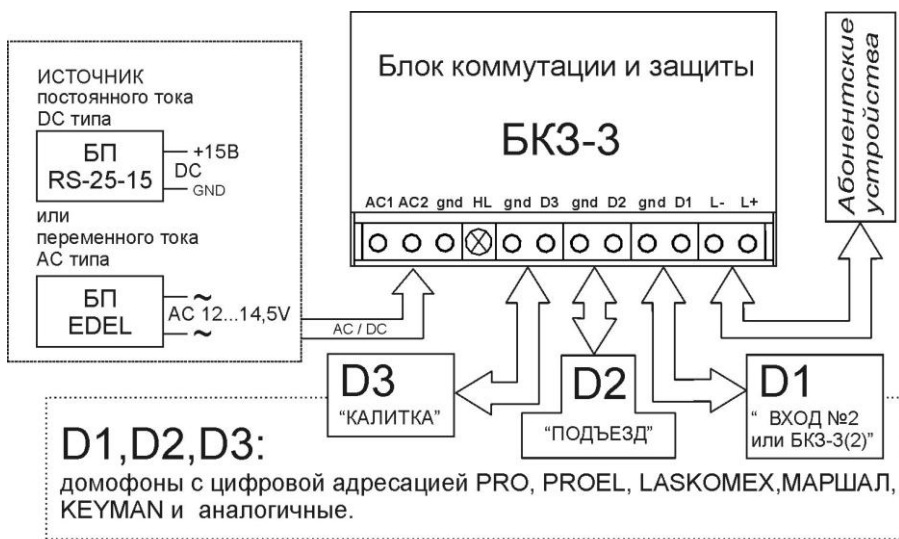 ИСТОЧНИК
постоянного тока
DC типа
БП
RS-25-15
+15В
DC
GND
или
переменного тока
AC типа
БП
EDEL
~
AC 12...14,5V
~
AC / DC
Блок коммутации и защиты
БКЗ-3
AC1 AC2 gnd HL gnd D3 gnd D2 gnd D1 L- L+
Абонентские
устройства
D3
“КАЛИТКА”
D2
“ПОДЪЕЗД”
D1
“ ВХОД №2
или БКЗ-3(2)”
D1,D2,D3:
домофоны с цифровой адресацией PRO, PROEL, LASKOMEX,МАРШАЛ,
KEYMAN и аналогичные.